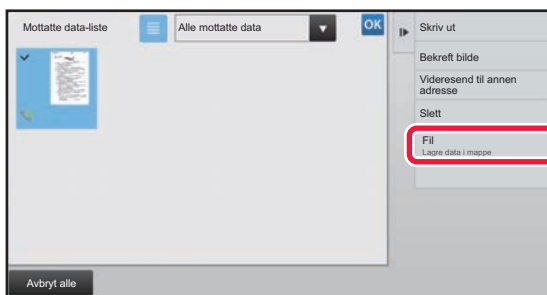 Mottatte data-liste
Alle mottatte data
OK
Skriv ut
Bekreft bilde
Videresend til annen
adresse
Slett
Fil
Lagre data i mappe
Avbryt alle